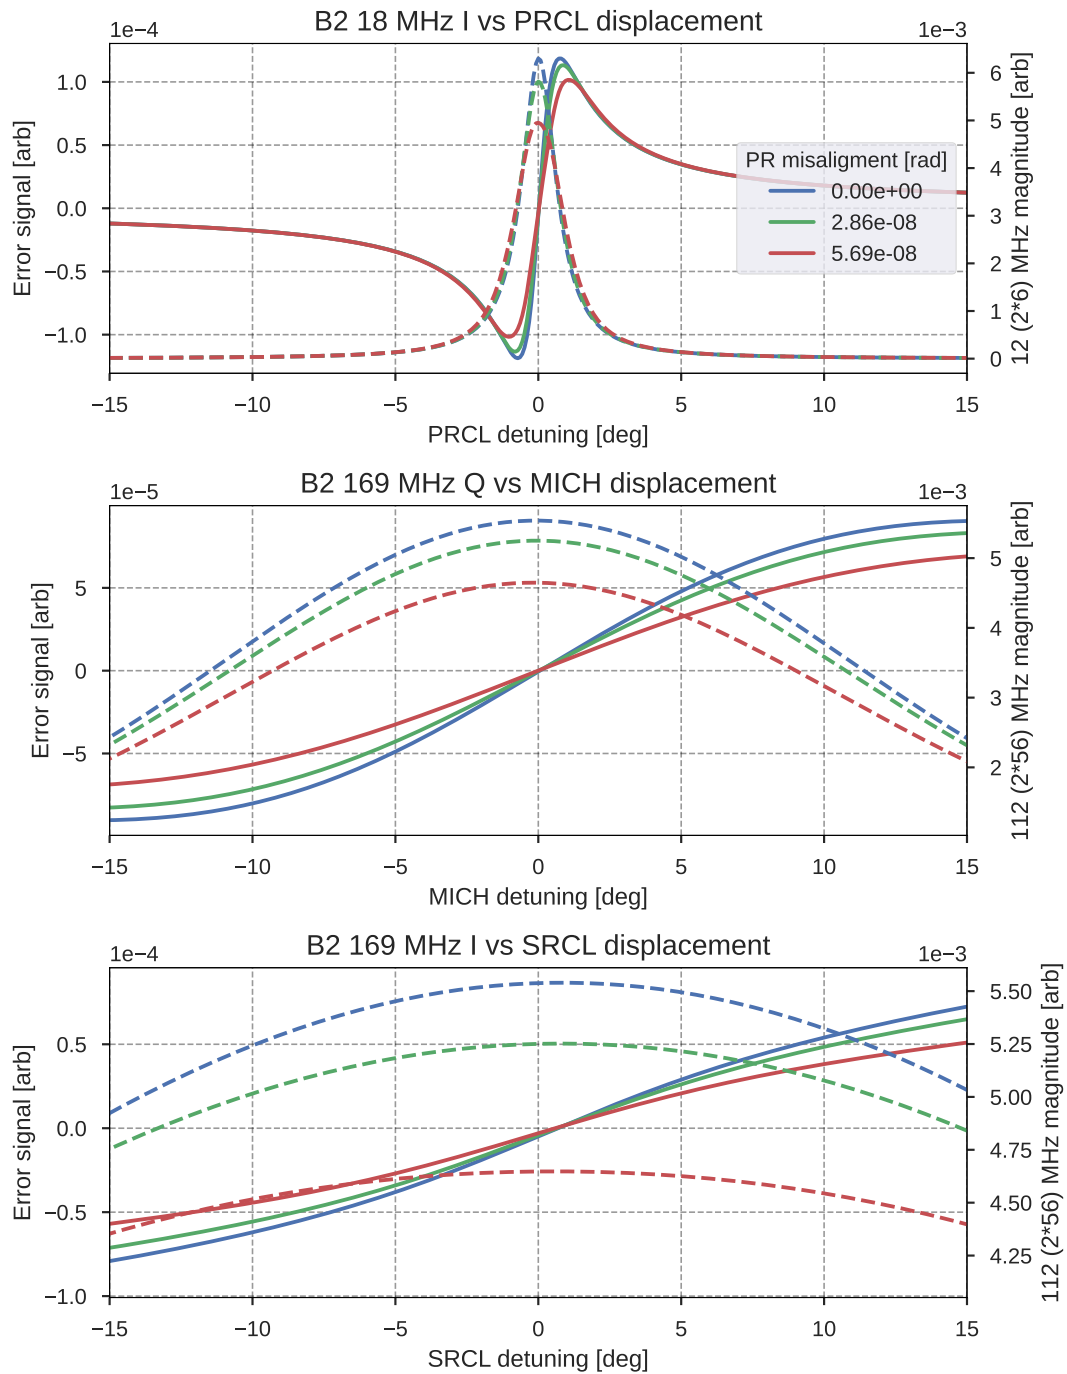 B2 18 MHz I vs PRCL displacement
1e−4
1e−3
1.0
0.5
0.0
−0.5
−1.0
Error signal [arb]
6
5
4
3
2
1
0
12 (2*6) MHz magnitude [arb]
PR misaligment [rad]
0.00e+00
2.86e-08
5.69e-08
−15 −10 −5 0 5 10 15
PRCL detuning [deg]
B2 169 MHz Q vs MICH displacement
1e−5
1e−3
5
0
−5
Error signal [arb]
5
4
3
2
112 (2*56) MHz magnitude [arb]
−15 −10 −5 0 5 10 15
MICH detuning [deg]
B2 169 MHz I vs SRCL displacement
1e−4
1e−3
0.5
0.0
−0.5
−1.0
Error signal [arb]
5.50
5.25
5.00
4.75
4.50
4.25
112 (2*56) MHz magnitude [arb]
−15 −10 −5 0 5 10 15
SRCL detuning [deg]